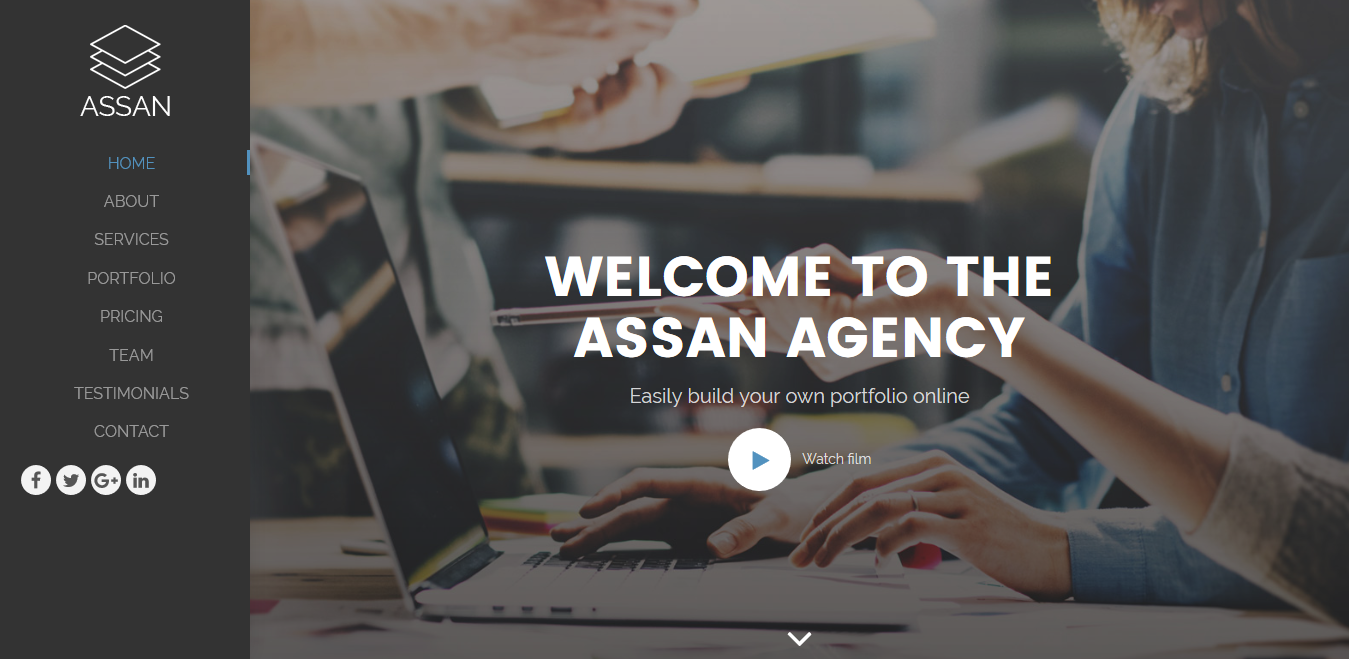 ASSAN
HOME
ABOUT
SERVICES
PORTFOLIO
PRICING
TEAM
TESTIMONIALS
CONTACT
WELCOME TO THE
ASSAN AGENCY
Easily build your own portfolio online
Watch film